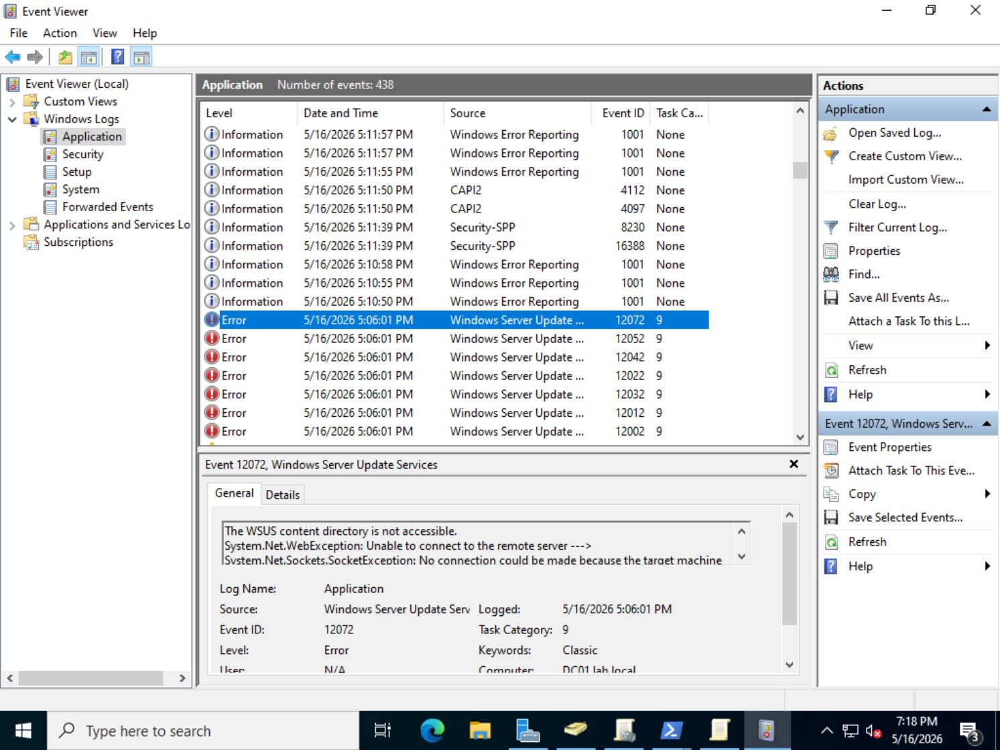 Event Viewer
File Action View Help
Event Viewer (Local)
Custom Views
Windows Logs
Application
Security
Setup
System
Forwarded Events
Applications and Services Lo
Subscriptions
Application Number of events: 438
Level Date and Time Source Event ID Task Ca...
Information 5/16/2026 5:11:57 PM Windows Error Reporting 1001 None
Information 5/16/2026 5:11:57 PM Windows Error Reporting 1001 None
Information 5/16/2026 5:11:55 PM Windows Error Reporting 1001 None
Information 5/16/2026 5:11:50 PM CAPI2 4112 None
Information 5/16/2026 5:11:50 PM CAPI2 4097 None
Information 5/16/2026 5:11:39 PM Security-SPP 8230 None
Information 5/16/2026 5:11:39 PM Security-SPP 16388 None
Information 5/16/2026 5:10:58 PM Windows Error Reporting 1001 None
Information 5/16/2026 5:10:55 PM Windows Error Reporting 1001 None
Information 5/16/2026 5:10:50 PM Windows Error Reporting 1001 None
Error 5/16/2026 5:06:01 PM Windows Server Update ... 12072 9
Error 5/16/2026 5:06:01 PM Windows Server Update ... 12052 9
Error 5/16/2026 5:06:01 PM Windows Server Update ... 12042 9
Error 5/16/2026 5:06:01 PM Windows Server Update ... 12022 9
Error 5/16/2026 5:06:01 PM Windows Server Update ... 12032 9
Error 5/16/2026 5:06:01 PM Windows Server Update ... 12012 9
Error 5/16/2026 5:06:01 PM Windows Server Update ... 12002 9
Event 12072, Windows Server Update Services
General Details
The WSUS content directory is not accessible.
System.Net.WebException: Unable to connect to the remote server --->
System.Net.Sockets.SocketException: No connection could be made because the target machine
Log Name: Application
Source: Windows Server Update Serv Logged: 5/16/2026 5:06:01 PM
Event ID: 12072 Task Category: 9
Level: Error Keywords: Classic
User: N/A Computer: DC01.lab.local
Actions
Application
Open Saved Log...
Create Custom View...
Import Custom View...
Clear Log...
Filter Current Log...
Properties
Find...
Save All Events As...
Attach a Task To this L...
View
Refresh
Help
Event 12072, Windows Serv...
Event Properties
Attach Task To This Eve...
Copy
Save Selected Events...
Refresh
Help
Type here to search
7:18 PM
5/16/2026
3